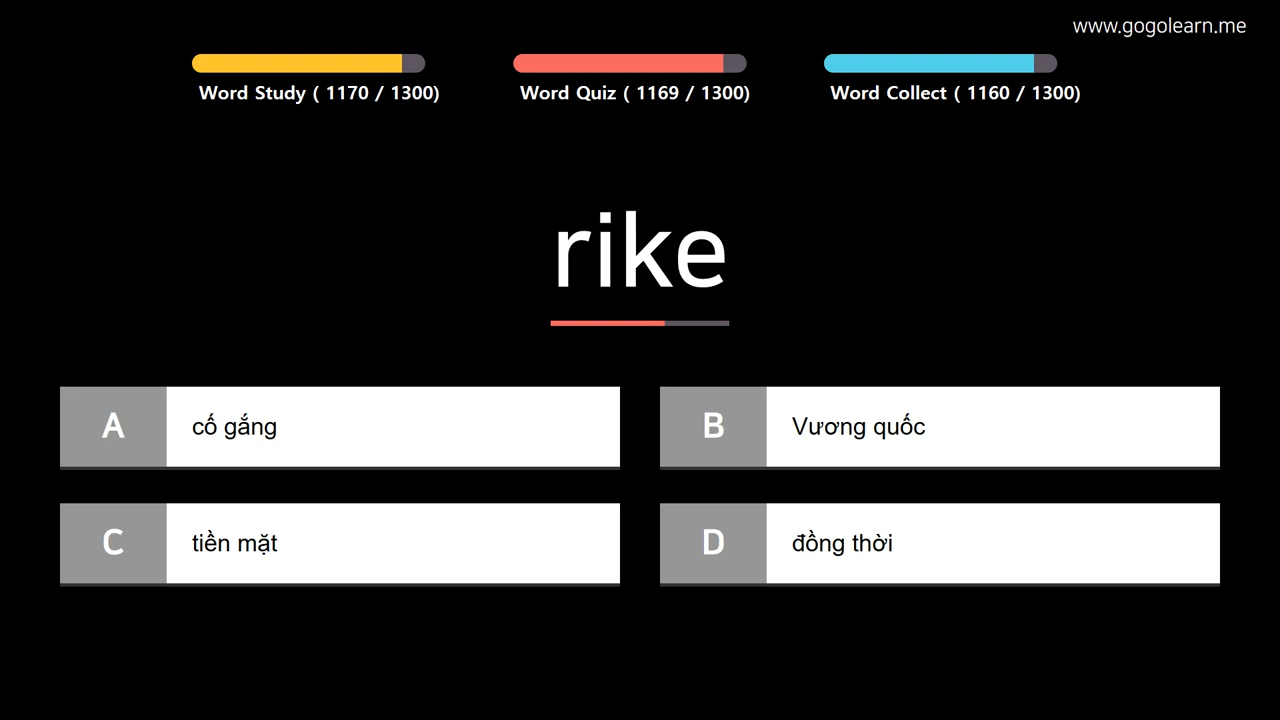 www.gogolearn.me
Word Study ( 1170 / 1300)
Word Quiz ( 1169 / 1300)
Word Collect ( 1160 / 1300)
rike
A cố gắng
B Vương quốc
C tiền mặt
D đồng thời